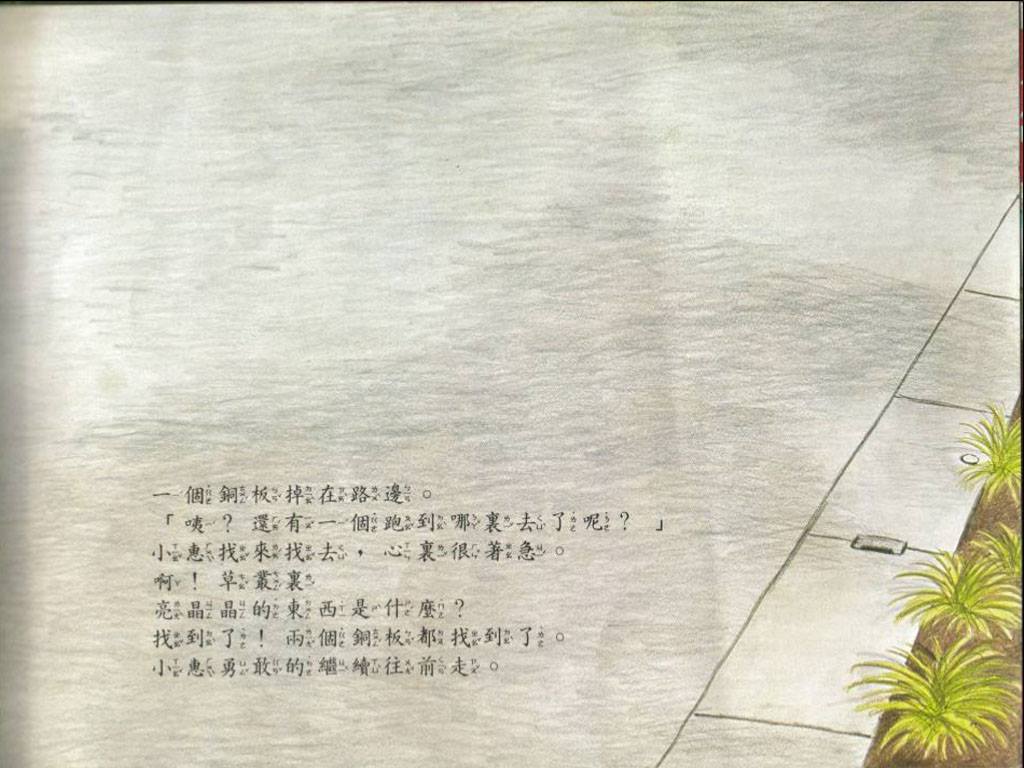 一個銅板掉在路邊。
「咦？還有一個跑到哪裏去了呢？」
小惠找來找去，心裏很著急。
啊！草叢裏
亮晶晶的東西是什麼？
找到了！兩個銅板都找到了。
小惠勇敢的繼續往前走。